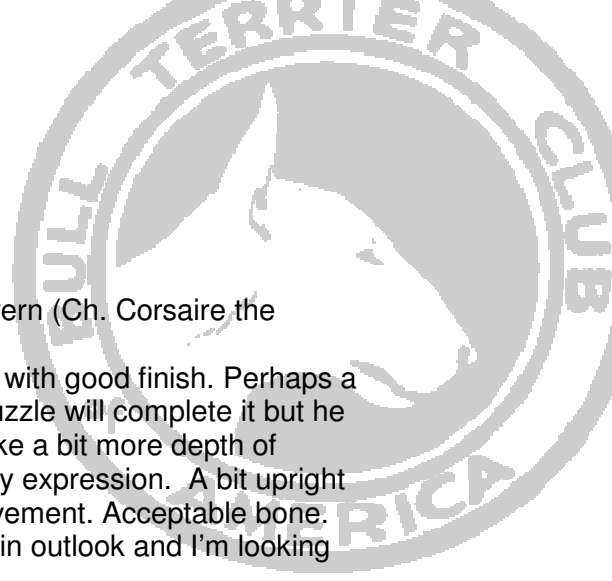 BULL TERRIER CLUB
AMERICA
ern (Ch. Corsaire the
with good finish. Perhaps a
uzzle will complete it but he
ke a bit more depth of
y expression.  A bit upright
vement. Acceptable bone.
in outlook and I'm looking